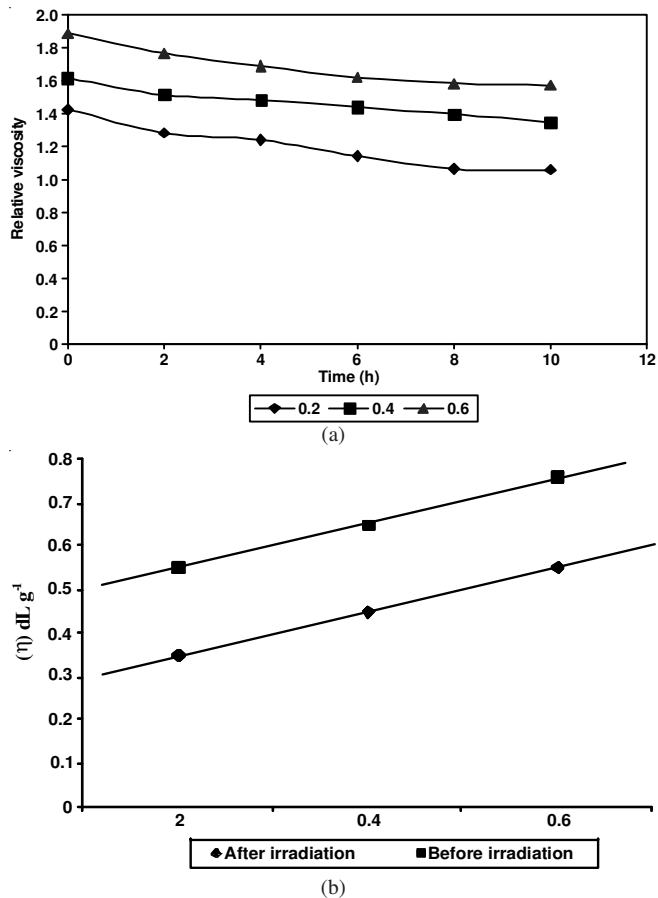 2.0
1.8
1.6
1.4
1.2
1.0
0.8
0.6
0.4
0.2
0
Relative viscosity
0 2 4 6 8 10 12
Time (h)
0.2 0.4 0.6
(a)
0.8
0.7
0.6
0.5
0.4
0.3
0.2
0.1
0
(η) dL g⁻¹
2 0.4 0.6
After irradiation Before irradiation
(b)